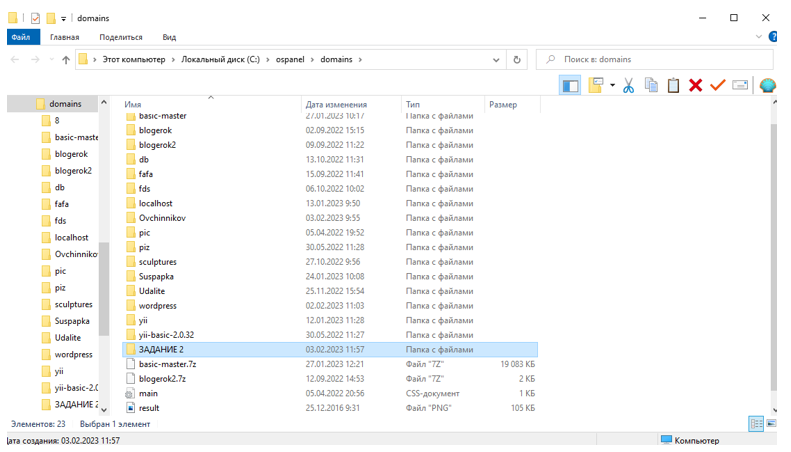 domains
Файл Главная Поделиться Вид
Этот компьютер Локальный диск (C:) ospanel domains
Поиск в: domains
domains
8
basic-maste
blogerok
blogerok2
db
fafa
fds
localhost
Ovchinnikov
pic
piz
sculptures
Suspapka
Udalite
wordpress
yii
yii-basic-2.0
ЗАДАНИЕ 2
Имя Дата изменения Тип Размер
basic-master 27.01.2023 10:17 Папка с файлами
blogerok 02.09.2022 15:15 Папка с файлами
blogerok2 09.09.2022 11:22 Папка с файлами
db 13.10.2022 11:31 Папка с файлами
fafa 15.09.2022 11:41 Папка с файлами
fds 06.10.2022 10:02 Папка с файлами
localhost 13.01.2023 9:50 Папка с файлами
Ovchinnikov 03.02.2023 9:55 Папка с файлами
pic 05.04.2022 19:52 Папка с файлами
piz 30.05.2022 11:28 Папка с файлами
sculptures 27.10.2022 9:56 Папка с файлами
Suspapka 24.01.2023 10:08 Папка с файлами
Udalite 25.11.2022 15:54 Папка с файлами
wordpress 02.02.2023 11:03 Папка с файлами
yii 12.01.2023 11:28 Папка с файлами
yii-basic-2.0.32 30.05.2022 11:27 Папка с файлами
ЗАДАНИЕ 2 03.02.2023 11:57 Папка с файлами
basic-master.7z 27.01.2023 12:21 Файл "7Z" 19 083 КБ
blogerok2.7z 12.09.2022 14:53 Файл "7Z" 2 КБ
main 05.04.2022 20:56 CSS-документ 1 КБ
result 25.12.2016 9:31 Файл "PNG" 105 КБ
Элементов: 23 Выбран 1 элемент
Дата создания: 03.02.2023 11:57 Компьютер